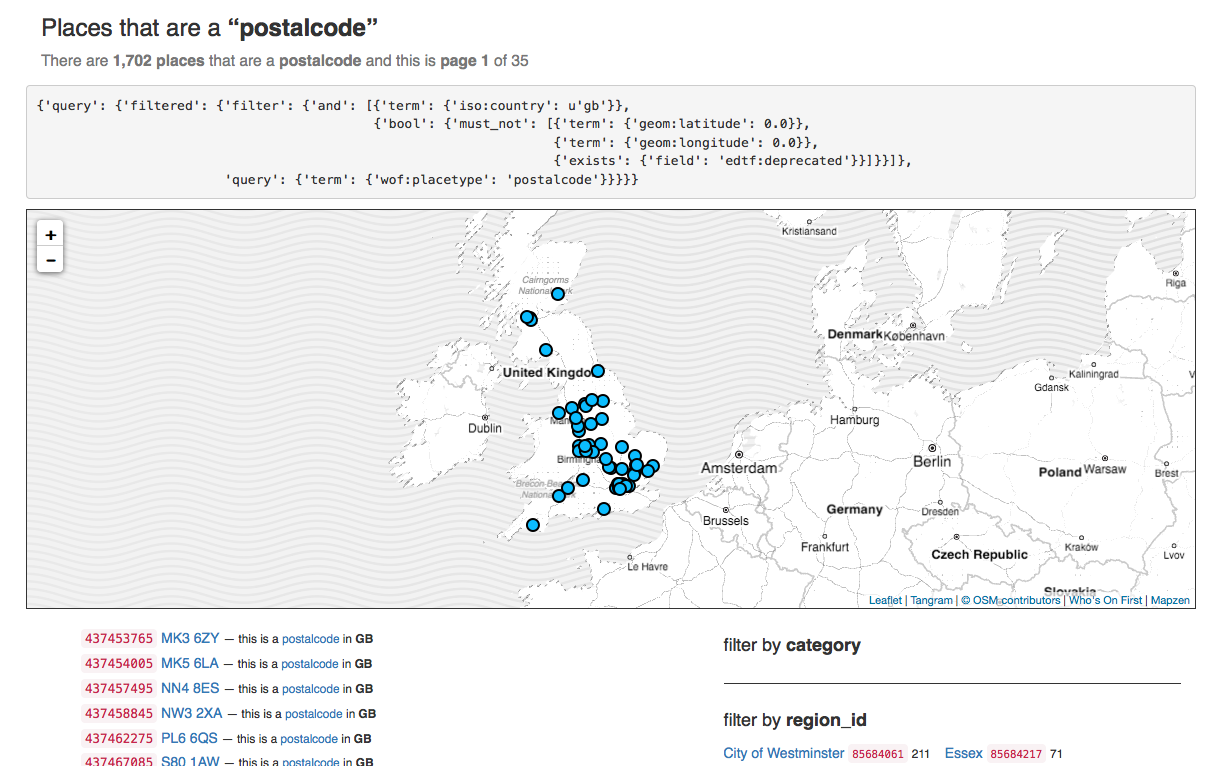 Places that are a “postalcode”
There are 1,702 places that are a postalcode and this is page 1 of 35
{'query': {'filtered': {'filter': {'and': [{'term': {'iso:country': u'gb'}},
{'bool': {'must_not': [{'term': {'geom:latitude': 0.0}},
{'term': {'geom:longitude': 0.0}},
{'exists': {'field': 'edtf:deprecated'}}]}}]},
'query': {'term': {'wof:placetype': 'postalcode'}}}}}
+
−
Kristiansand
Cairngorms
National
Riga
Denmark
København
United Kingdo
Kaliningrad
Gdansk
Dublin
Hamburg
Berlin
Amsterdam
Poland
Warsaw
Brest
Brecon
National
Germany
Dresden
Brussels
Frankfurt
Czech Republic
Kraków
Lvov
Le Havre
Slovakia
Leaflet | Tangram | © OSM contributors | Who's On First | Mapzen
437453765 MK3 6ZY — this is a postalcode in GB
437454005 MK5 6LA — this is a postalcode in GB
437457495 NN4 8ES — this is a postalcode in GB
437458845 NW3 2XA — this is a postalcode in GB
437462275 PL6 6QS — this is a postalcode in GB
437467085 S80 1AW — this is a postalcode in GB
filter by category
filter by region_id
City of Westminster 85684061 211 Essex 85684217 71